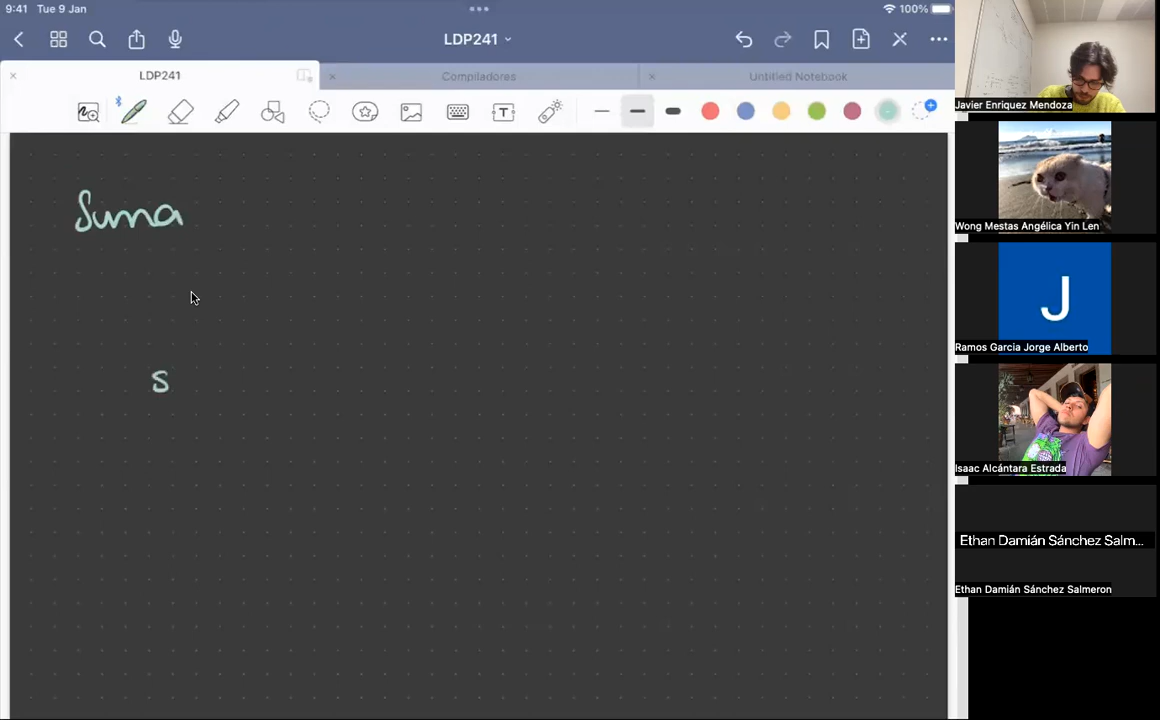 9:41 Tue 9 Jan
100%
LDP241
LDP241
Compiladores
Untitled Notebook
T
Suma
s
Javier Enriquez Mendoza
Wong Mestas Angélica Yin Len
J
Ramos Garcia Jorge Alberto
Isaac Alcántara Estrada
Ethan Damián Sánchez Salm...
Ethan Damián Sánchez Salmeron